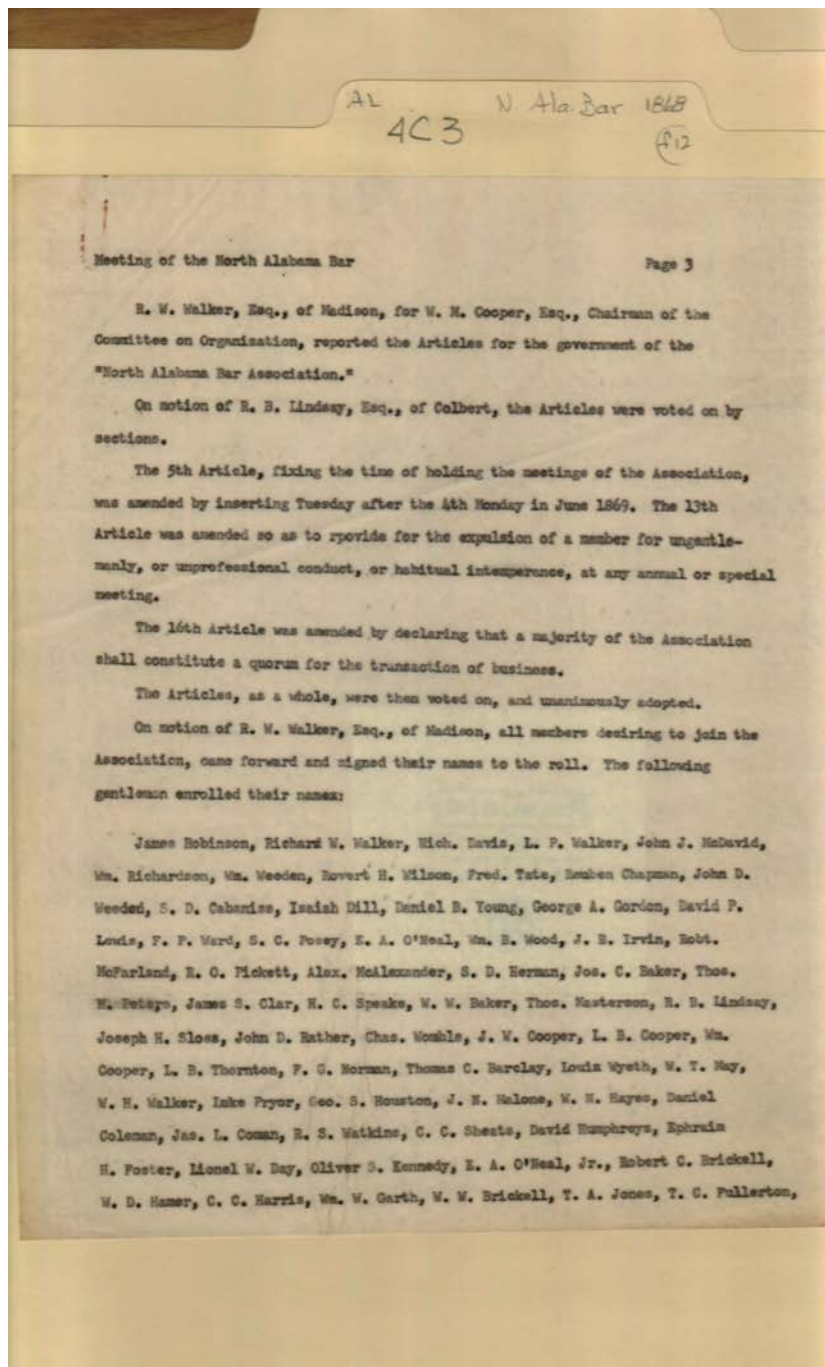 AL N. Ala. Bar 1868
4C3 f12
Meeting of the North Alabama Bar Page 3
R. W. Walker, Esq., of Madison, for W. M. Cooper, Esq., Chairman of the
Committee on Organization, reported the Articles for the government of the
"North Alabama Bar Association."
On motion of R. B. Lindsay, Esq., of Colbert, the Articles were voted on by
sections.
The 5th Article, fixing the time of holding the meetings of the Association,
was amended by inserting Tuesday after the 4th Monday in June 1869. The 13th
Article was amended so as to rpovide for the expulsion of a member for ungentle-
manly, or unprofessional conduct, or habitual intemperance, at any annual or special
meeting.
The 16th Article was amended by declaring that a majority of the Association
shall constitute a quorum for the transaction of business.
The Articles, as a whole, were then voted on, and unanimously adopted.
On motion of R. W. Walker, Esq., of Madison, all members desiring to join the
Association, came forward and signed their names to the roll. The following
gentlemen enrolled their names:
James Robinson, Richard W. Walker, Nich. Davis, L. P. Walker, John J. McDavid,
Wm. Richardson, Wm. Weeden, Rovert H. Wilson, Fred. Tate, Reuben Chapman, John D.
Weeded, S. D. Cabaniss, Isaiah Dill, Daniel B. Young, George A. Gordon, David P.
Lewis, F. P. Ward, S. C. Posey, E. A. O'Neal, Wm. B. Wood, J. B. Irvin, Robt.
McFarland, R. O. Pickett, Alex. McAlexander, S. D. Herman, Jos. C. Baker, Thos.
M. Peters, James S. Clar, H. C. Speake, W. W. Baker, Thos. Masterson, R. B. Lindsay,
Joseph H. Sloss, John D. Rather, Chas. Womble, J. W. Cooper, L. B. Cooper, Wm.
Cooper, L. B. Thornton, F. G. Norman, Thomas C. Barclay, Louis Wyeth, W. T. May,
W. H. Walker, Luke Pryor, Geo. S. Houston, J. N. Malone, W. H. Hayes, Daniel
Coleman, Jas. L. Coman, R. S. Watkins, C. C. Sheats, David Humphreys, Ephraim
H. Foster, Lionel W. Day, Oliver S. Kennedy, E. A. O'Neal, Jr., Robert C. Brickell,
W. D. Hamer, C. C. Harris, Wm. W. Garth, W. W. Brickell, T. A. Jones, T. C. Fullerton,